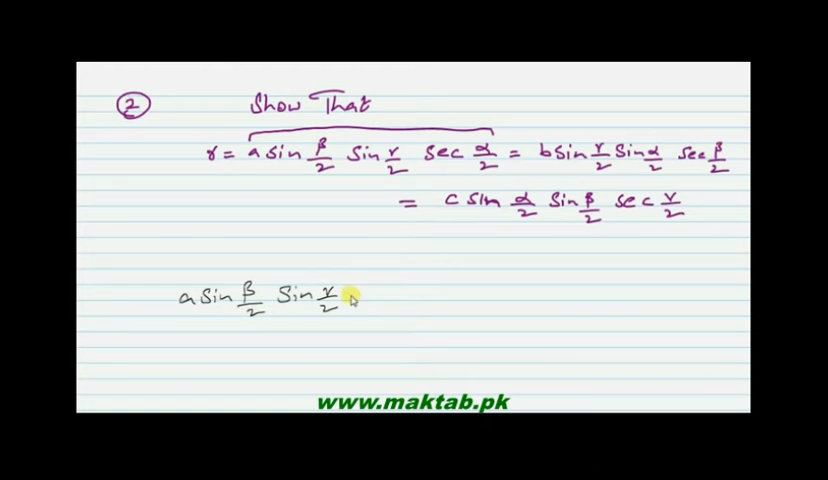 ② Show That
r = a sin β/2 sin γ/2 sec α/2 = b sin γ/2 sin α/2 sec β/2
= c sin α/2 sin β/2 sec γ/2
a sin β/2 sin γ/2
www.maktab.pk